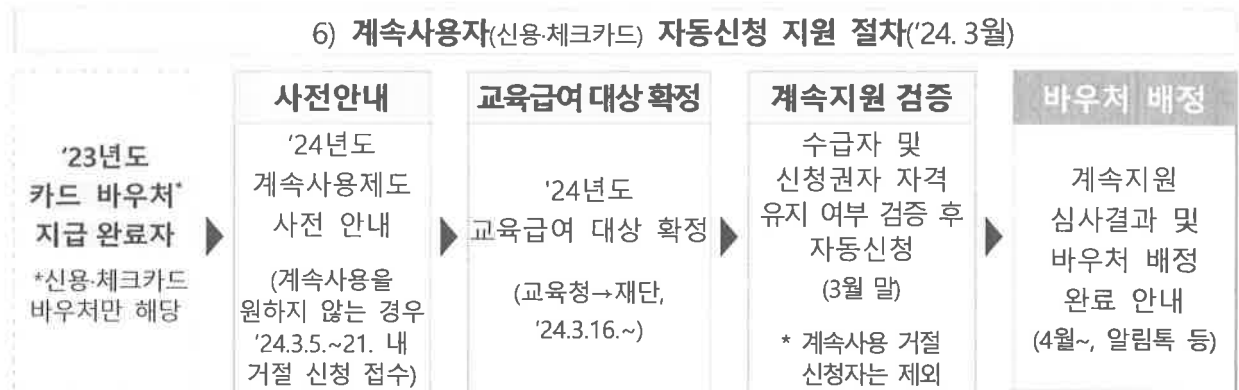 6) 계속사용자(신용·체크카드) 자동신청 지원 절차('24. 3월)
'23년도
카드 바우처*
지급 완료자
*신용·체크카드
바우처만 해당
사전안내
'24년도
계속사용제도
사전 안내
(계속사용을
원하지 않는 경우
'24.3.5.~21. 내
거절 신청 접수)
교육급여 대상 확정
'24년도
교육급여 대상 확정
(교육청→재단,
'24.3.16.~)
계속지원 검증
수급자 및
신청권자 자격
유지 여부 검증 후
자동신청
(3월 말)
* 계속사용 거절
신청자는 제외
바우처 배정
계속지원
심사결과 및
바우처 배정
완료 안내
(4월~, 알림톡 등)